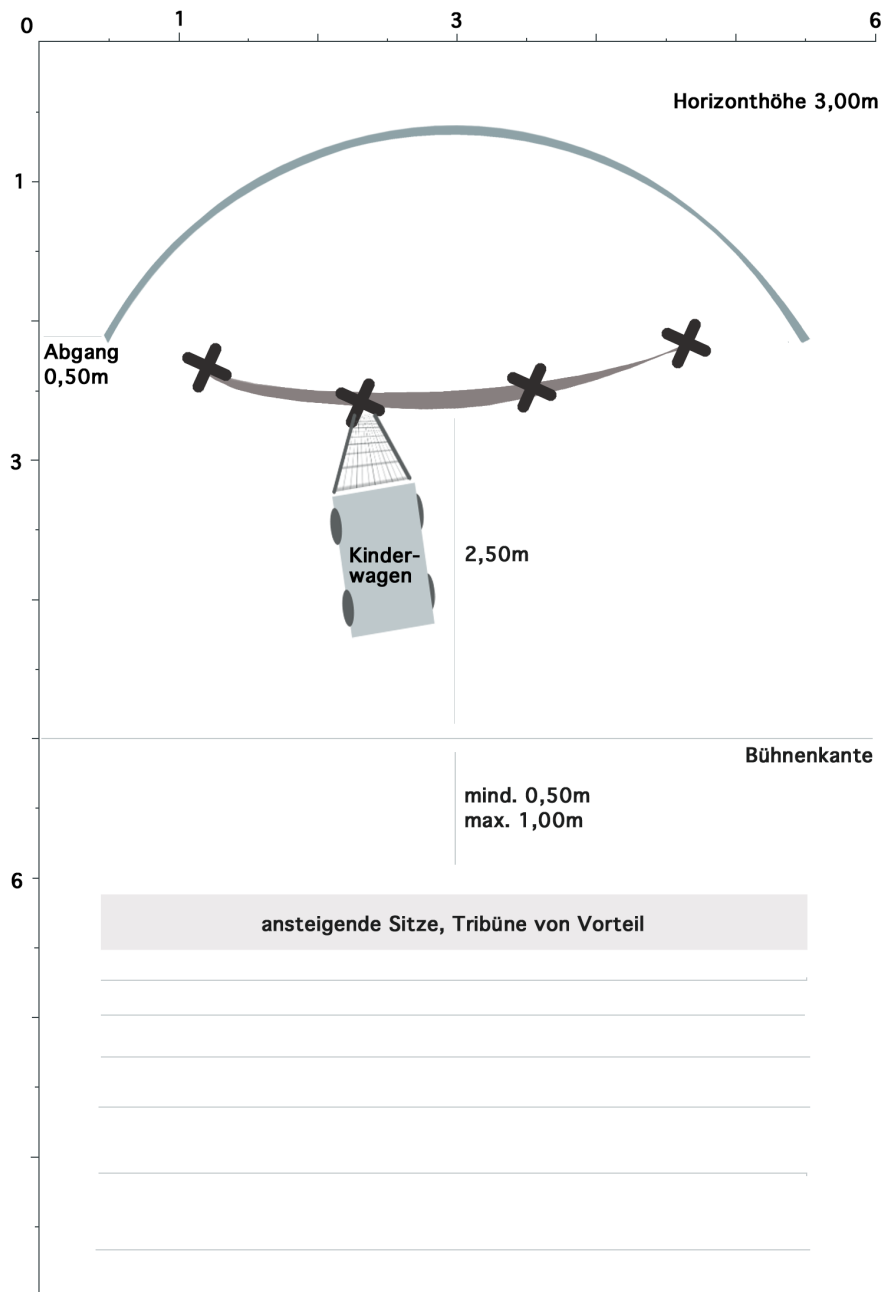 0 1 3 6
Horizonthöhe 3,00m
1
Abgang
0,50m
3
Kinder-
wagen
2,50m
Bühnenkante
mind. 0,50m
max. 1,00m
6
ansteigende Sitze, Tribüne von Vorteil